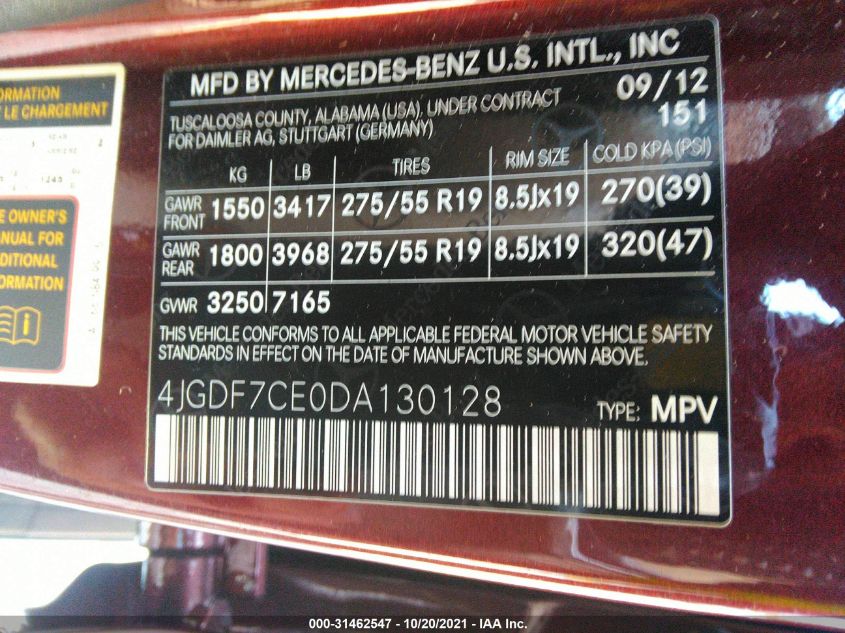 ORMATION
T LE CHARGEMENT
E OWNER'S
ANUAL FOR
DDITIONAL
FORMATION
MFD BY MERCEDES-BENZ U.S. INTL., INC
TUSCALOOSA COUNTY, ALABAMA (USA). UNDER CONTRACT 09/12
FOR DAIMLER AG, STUTTGART (GERMANY) 151
KG LB TIRES RIM SIZE COLD KPA(PSI)
GAWR FRONT 1550 3417 275/55 R19 8.5Jx19 270(39)
GAWR REAR 1800 3968 275/55 R19 8.5Jx19 320(47)
GVWR 3250 7165
THIS VEHICLE CONFORMS TO ALL APPLICABLE FEDERAL MOTOR VEHICLE SAFETY
STANDARDS IN EFFECT ON THE DATE OF MANUFACTURE SHOWN ABOVE.
4JGDF7CE0DA130128 TYPE: MPV
000-31462547 - 10/20/2021 - IAA Inc.